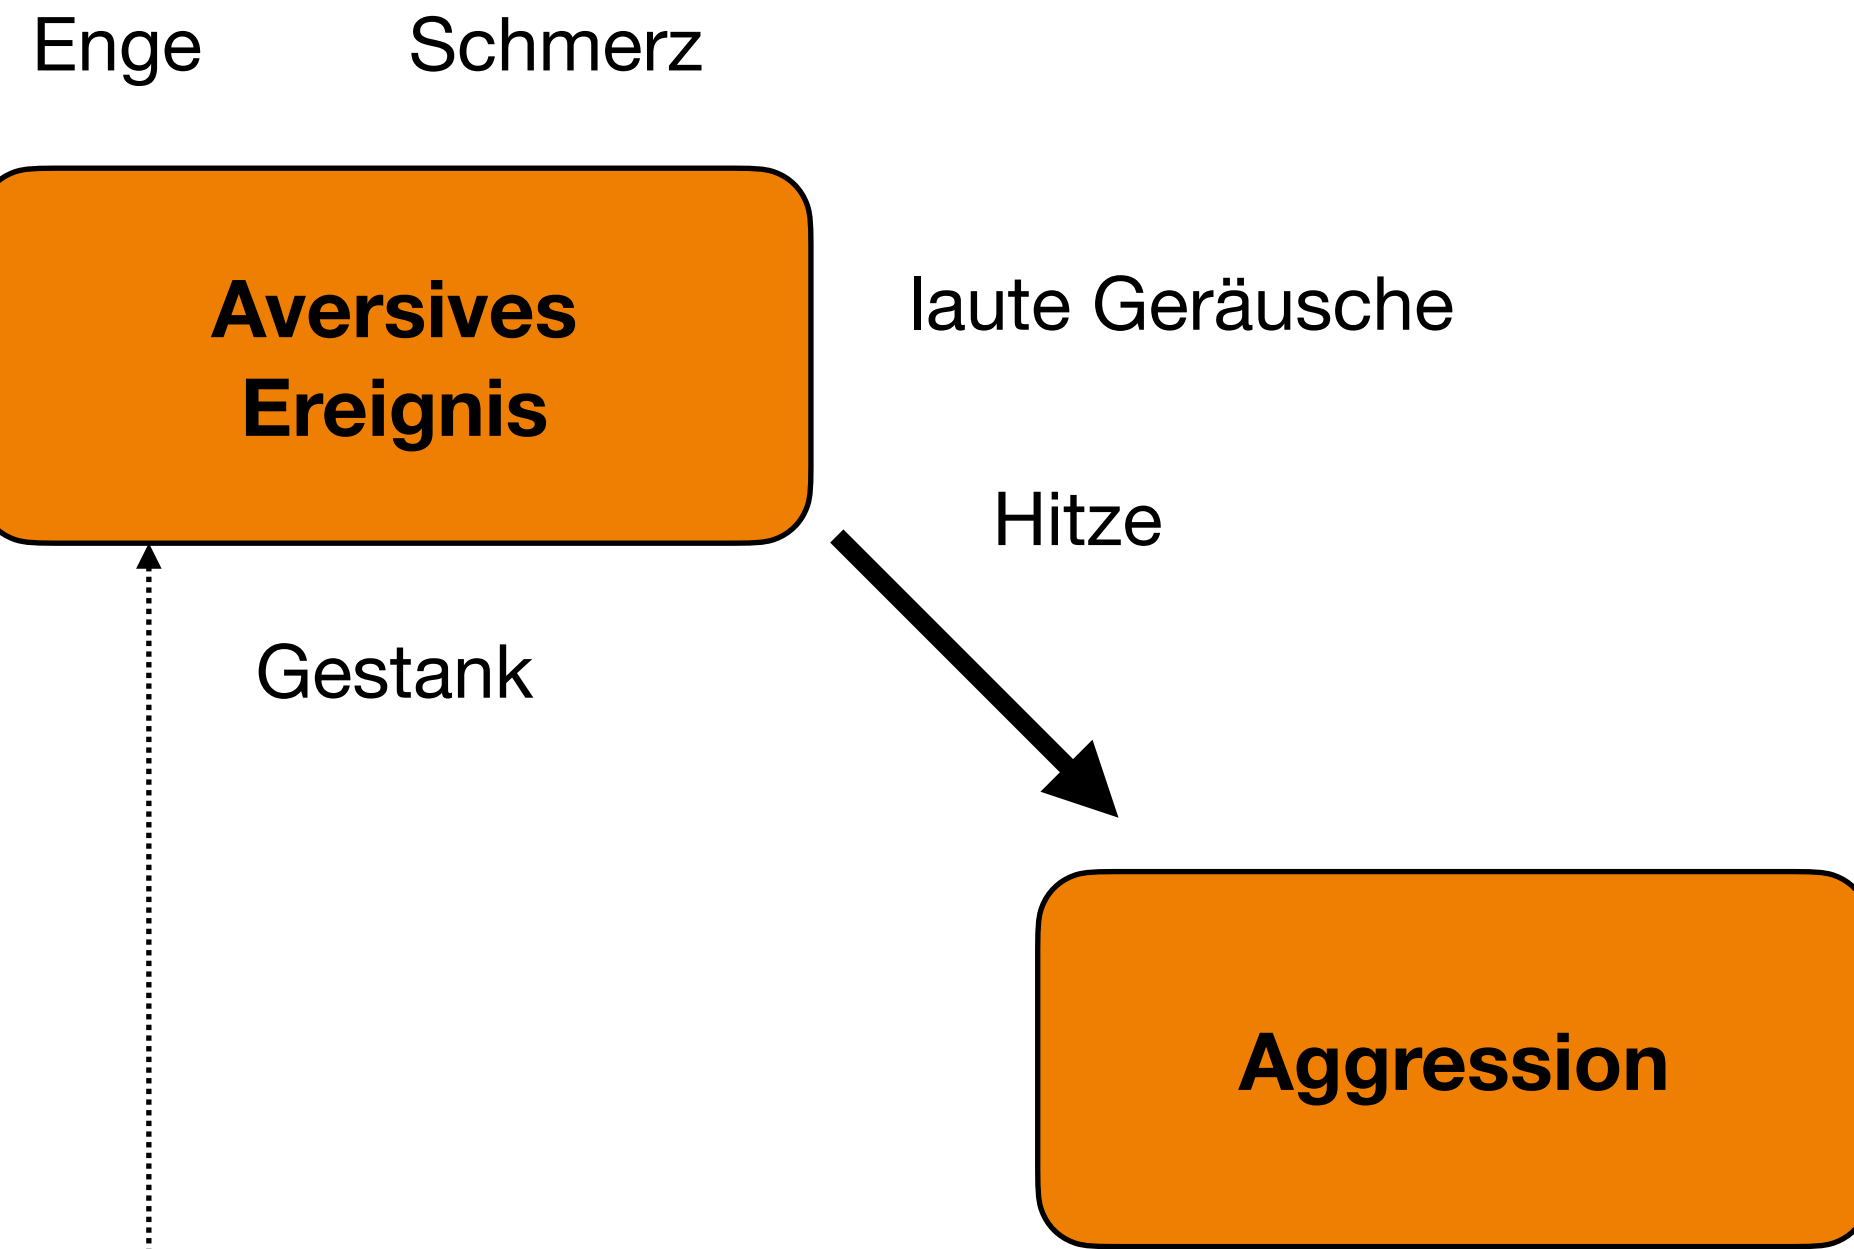 Enge
Schmerz
Aversives
Ereignis
laute Geräusche
Hitze
Gestank
Aggression